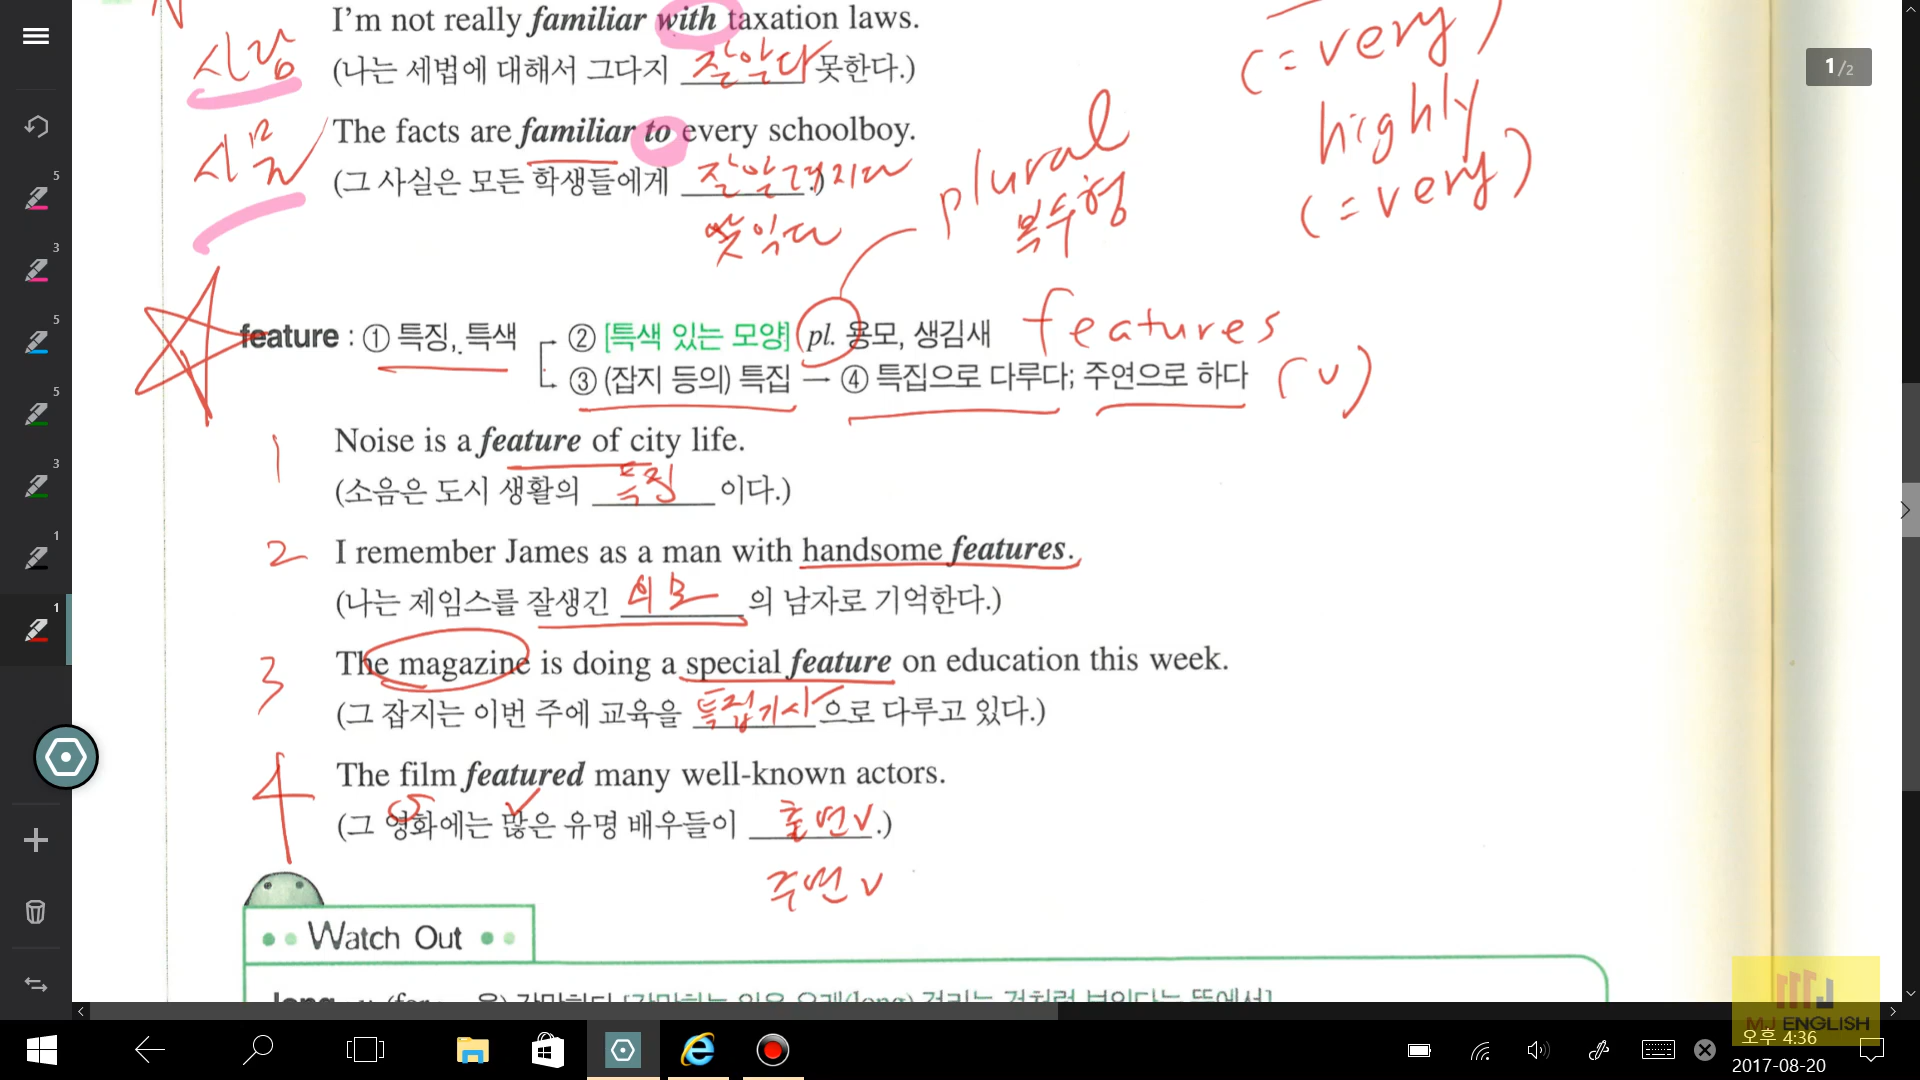 I'm not really familiar with taxation laws.
(= very)
사람
(나는 세법에 대해서 그다지 잘알다 못한다.)
1/2
highly
The facts are familiar to every schoolboy.
plural
(= very)
(그 사실은 모든 학생들에게 .)
복수형
feature : ① 특징, 특색 ② [특색 있는 모양] (pl. 용모, 생김새 features
③ (잡지 등의) 특집 → ④ 특집으로 다루다; 주연으로 하다 (v)
1 Noise is a feature of city life.
(소음은 도시 생활의 특징 이다.)
2 I remember James as a man with handsome features.
(나는 제임스를 잘생긴 외모 의 남자로 기억한다.)
3 The magazine is doing a special feature on education this week.
(그 잡지는 이번 주에 교육을 특집기사 으로 다루고 있다.)
4 The film featured many well-known actors.
(그 영화에는 많은 유명 배우들이 출연 v.)
주연 v
Watch Out
5
3
5
5
3
1
1
MJ ENGLISH
오후 4:36
2017-08-20